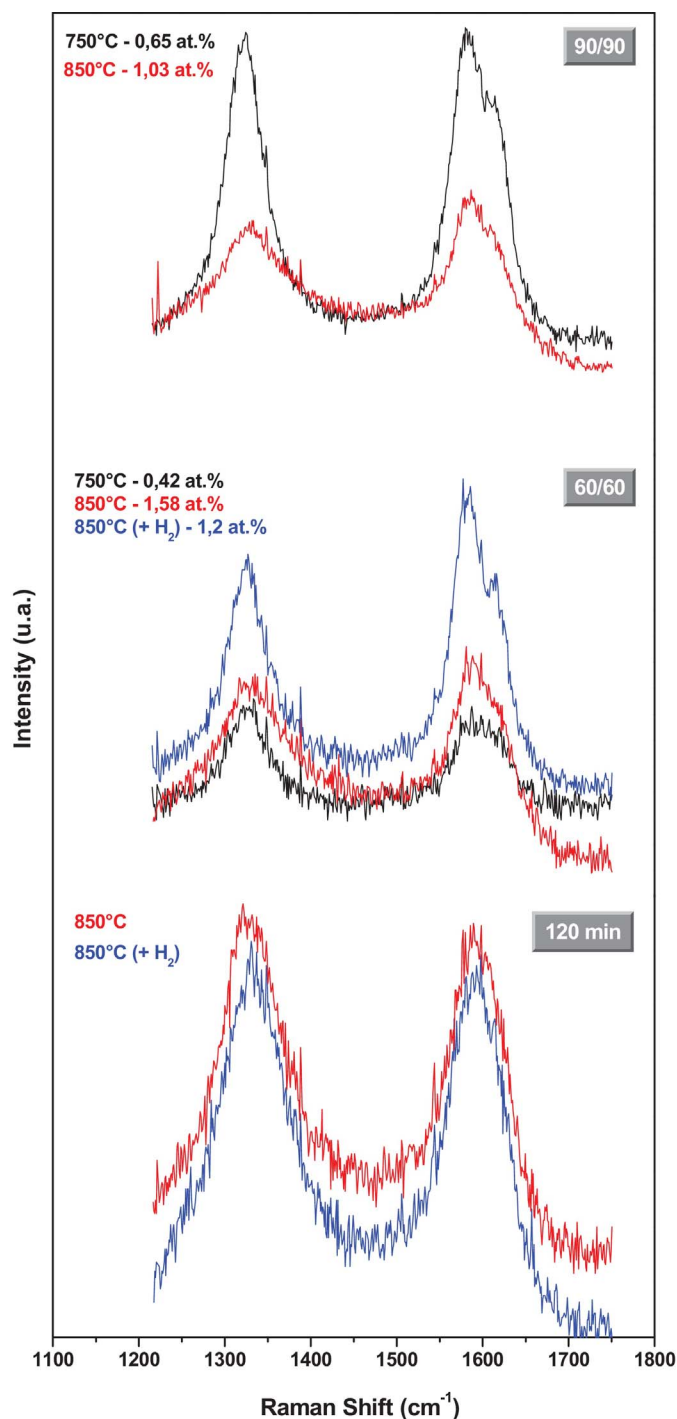 750°C - 0,65 at.%
850°C - 1,03 at.%
90/90
750°C - 0,42 at.%
850°C - 1,58 at.%
850°C (+ H₂) - 1,2 at.%
60/60
850°C
850°C (+ H₂)
120 min
Intensity (u.a.)
1100 1200 1300 1400 1500 1600 1700 1800
Raman Shift (cm⁻¹)